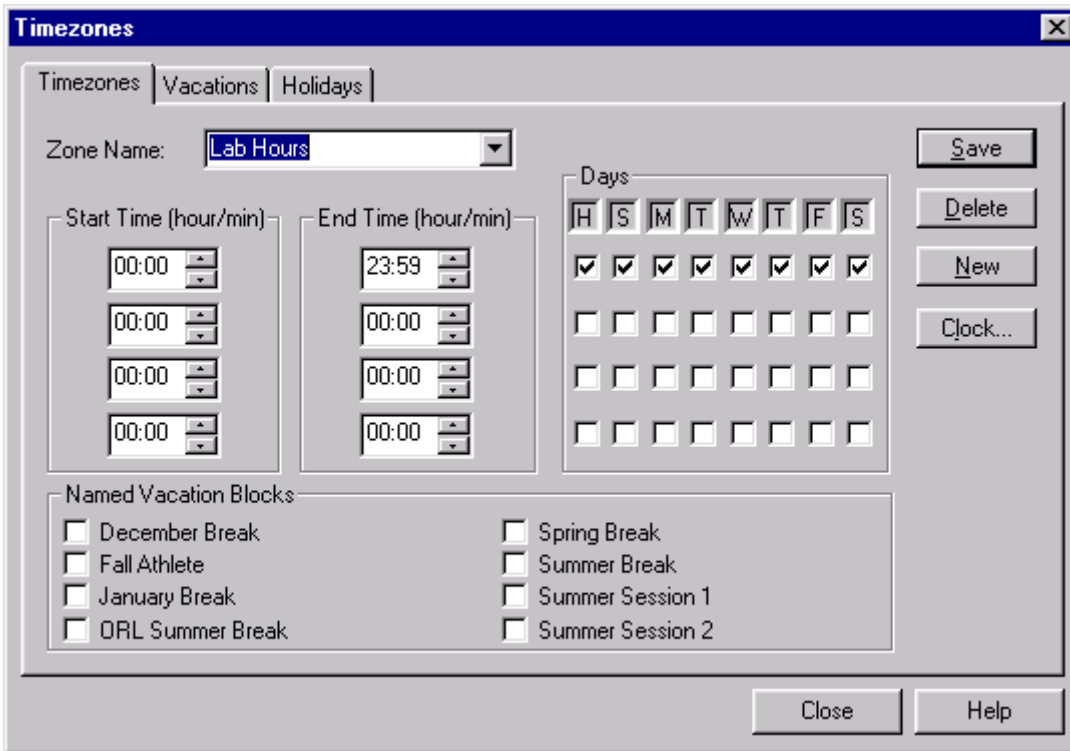 Timezones
Timezones Vacations Holidays
Zone Name: Lab Hours
Save
Days
Start Time (hour/min) End Time (hour/min) H S M T W T F S
Delete
00:00 23:59
New
00:00 00:00
Clock...
00:00 00:00
00:00 00:00
Named Vacation Blocks
December Break Spring Break
Fall Athlete Summer Break
January Break Summer Session 1
ORL Summer Break Summer Session 2
Close Help